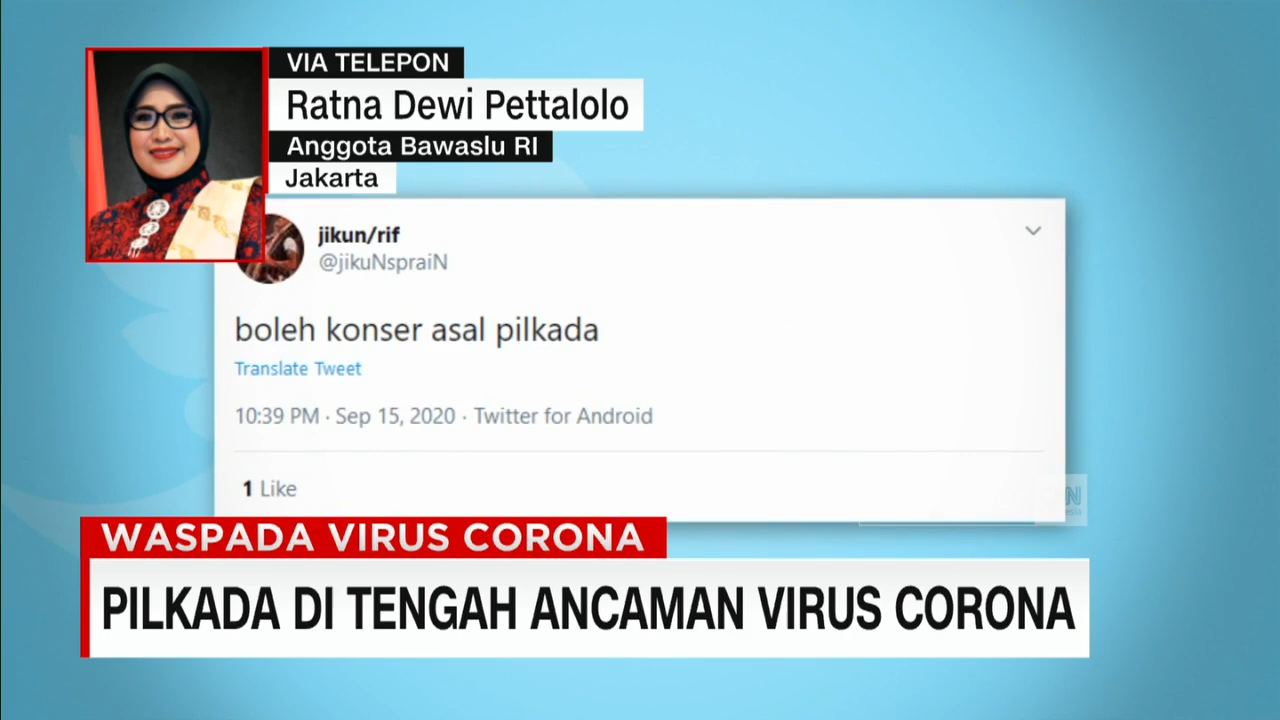 VIA TELEPON
Ratna Dewi Pettalolo
Anggota Bawaslu RI
Jakarta
jikun/rif
@jikuNspraiN
boleh konser asal pilkada
Translate Tweet
10:39 PM · Sep 15, 2020 · Twitter for Android
1 Like
WASPADA VIRUS CORONA
PILKADA DI TENGAH ANCAMAN VIRUS CORONA